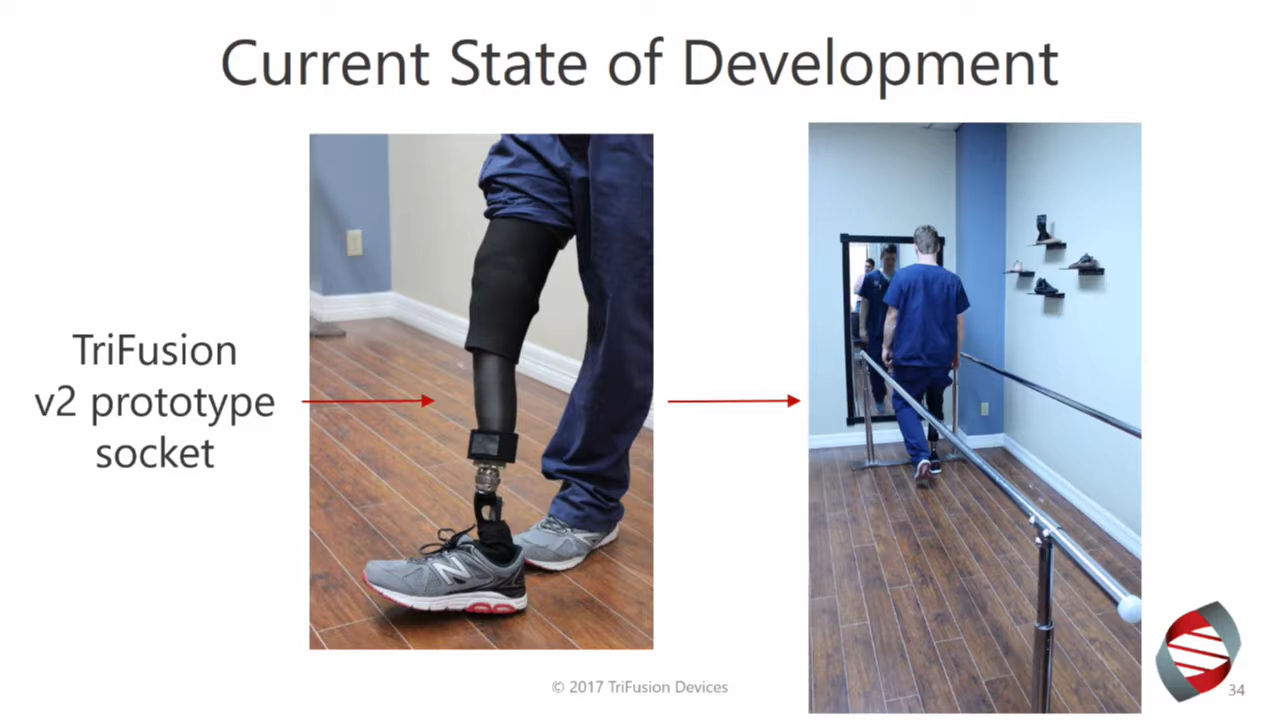 Current State of Development
TriFusion
v2 prototype
socket
N
© 2017 TriFusion Devices
34